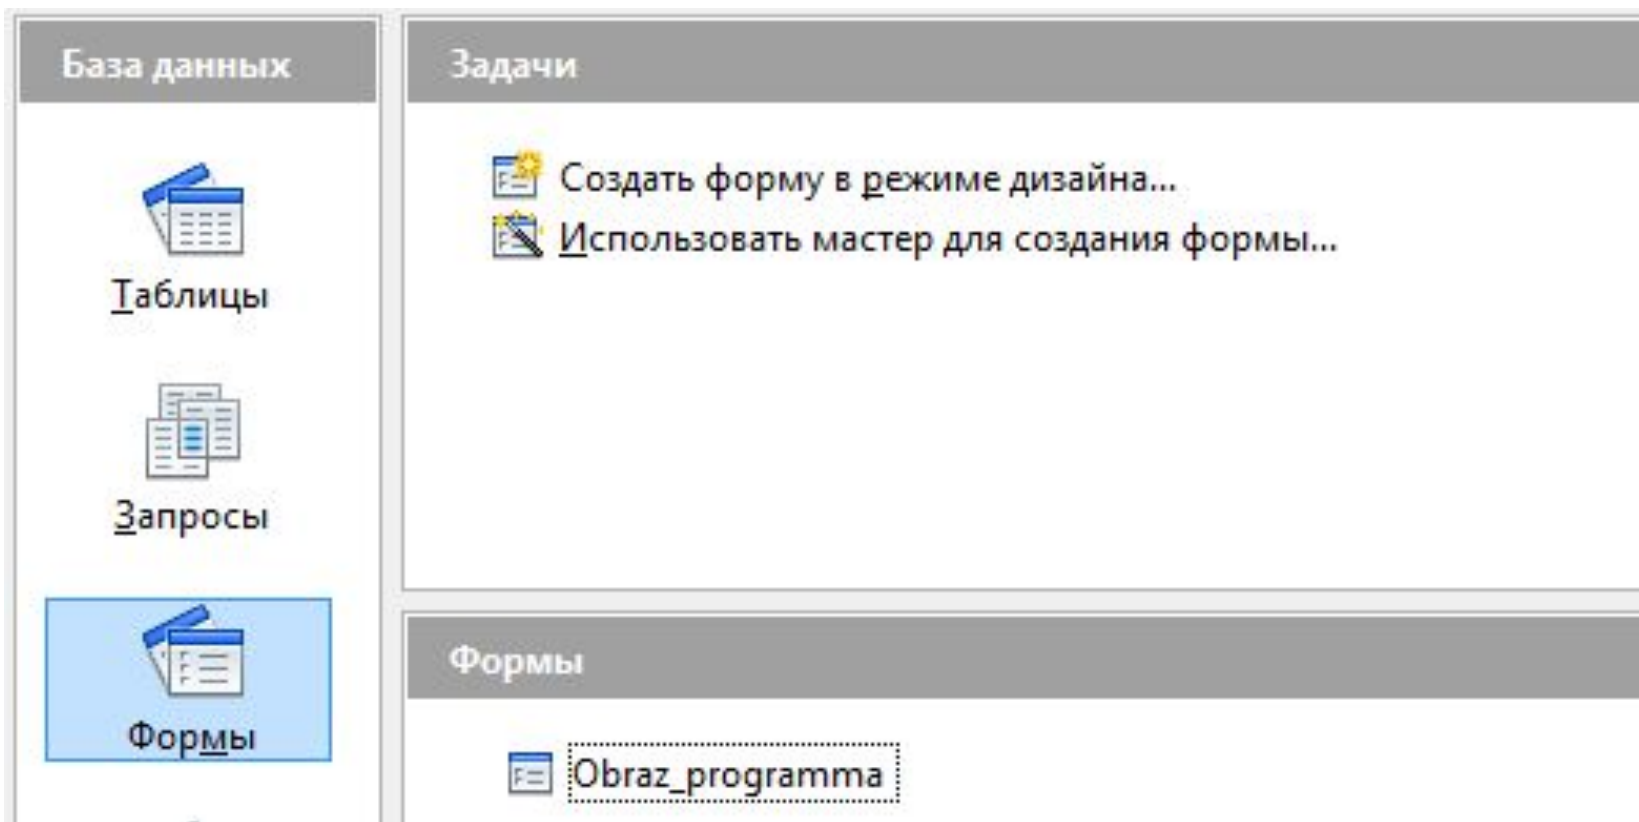 База данных
Таблицы
Запросы
Формы
Задачи
Создать форму в режиме дизайна...
Использовать мастер для создания формы...
Формы
Obraz_programma